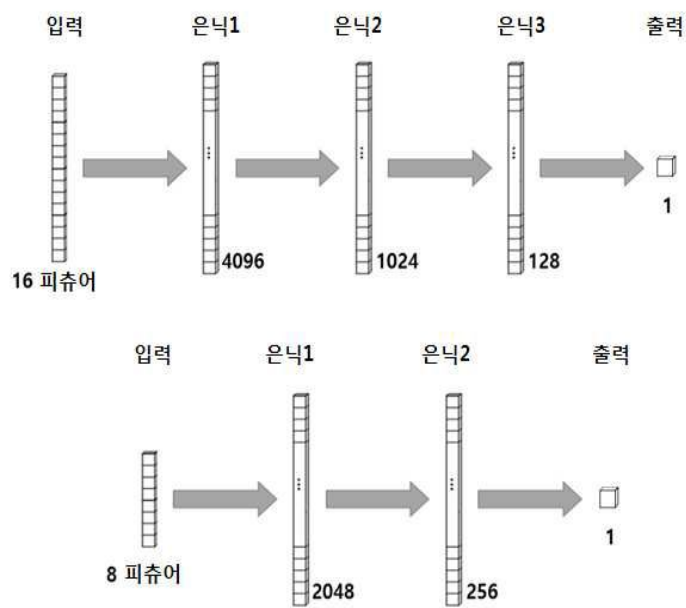 입력 은닉1 은닉2 은닉3 출력
4096 1024 128 1
16 피츄어
입력 은닉1 은닉2 출력
2048 256 1
8 피츄어